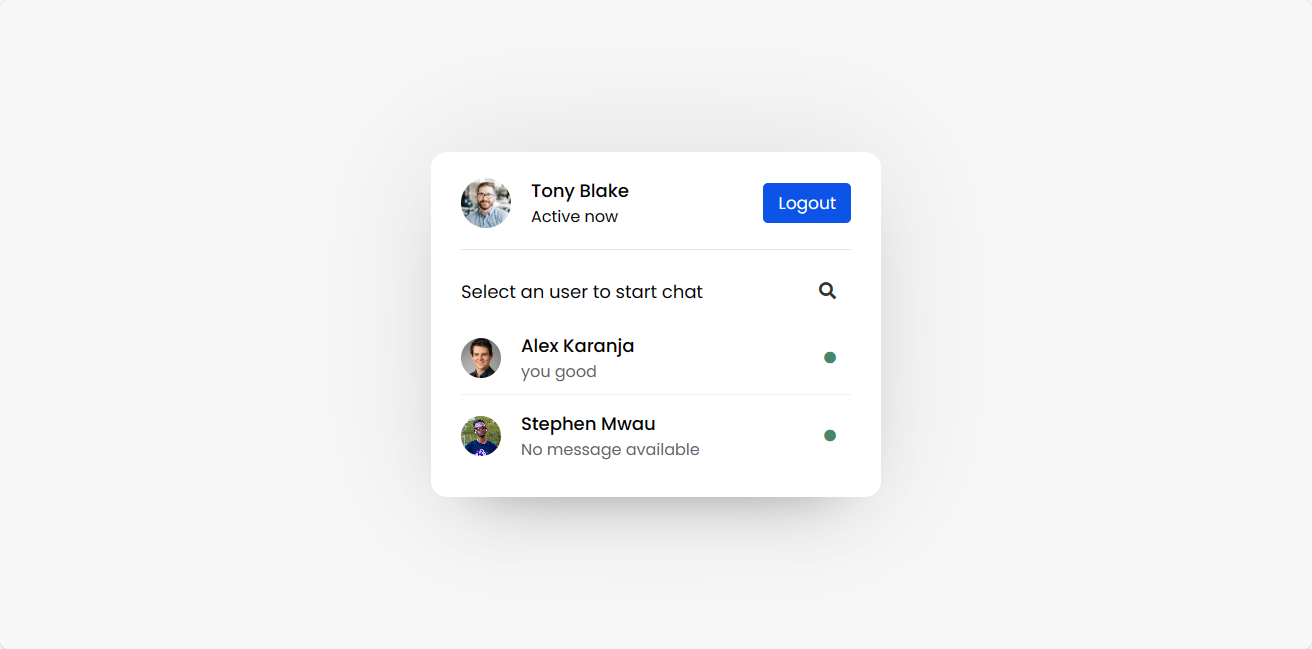 Tony Blake
Active now
Logout
Select an user to start chat
Alex Karanja
you good
Stephen Mwau
No message available